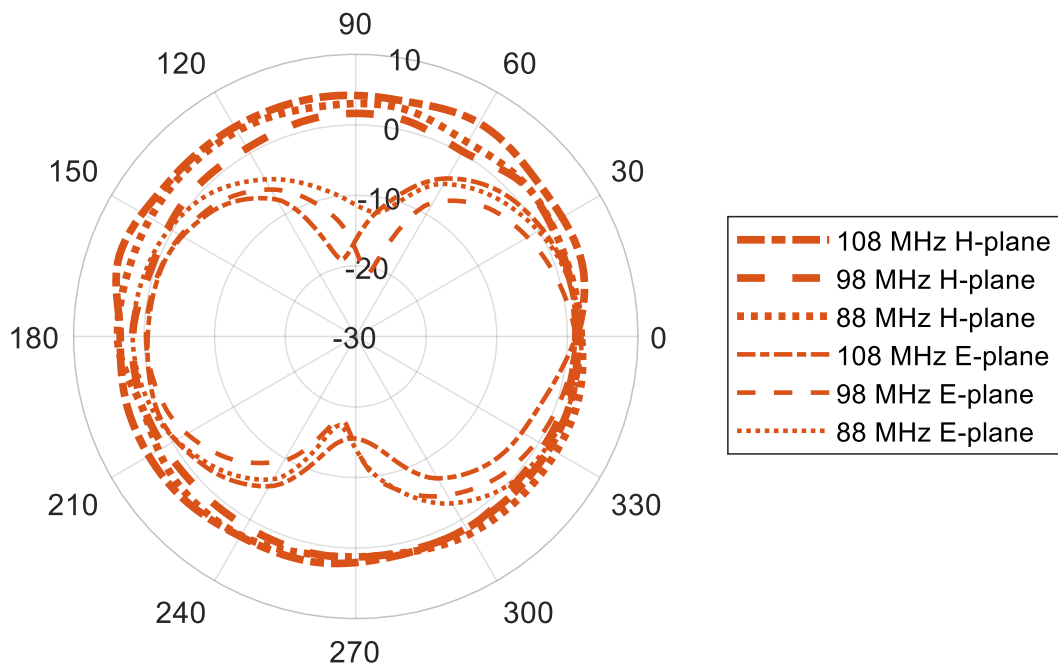 90
120
10
60
0
150
30
-10
-20
180
-30
0
210
330
240
300
270
108 MHz H-plane
98 MHz H-plane
88 MHz H-plane
108 MHz E-plane
98 MHz E-plane
88 MHz E-plane